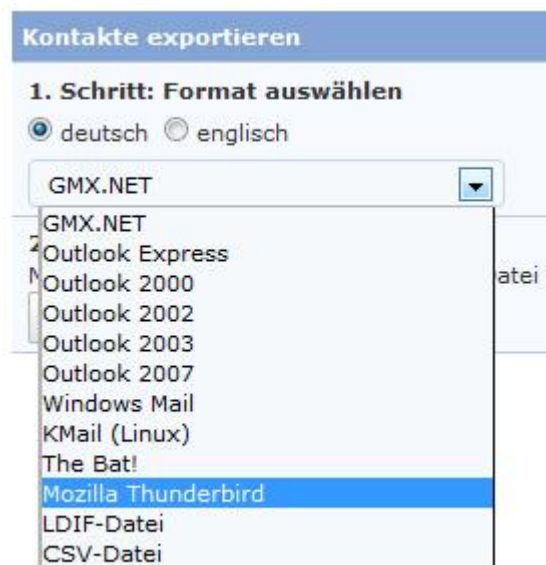 Kontakte exportieren
1. Schritt: Format auswählen
deutsch englisch
GMX.NET
GMX.NET
Outlook Express
Outlook 2000
Outlook 2002
Outlook 2003
Outlook 2007
Windows Mail
KMail (Linux)
The Bat!
Mozilla Thunderbird
LDIF-Datei
CSV-Datei